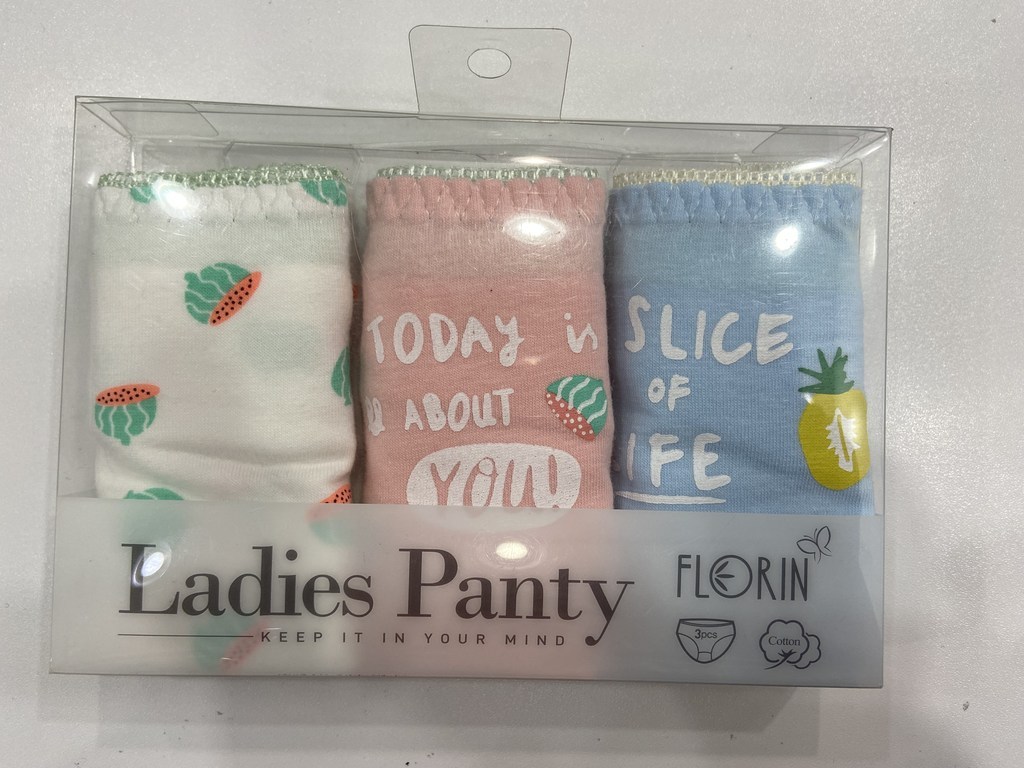 TODAY is
ABOUT
YOU
SLICE
OF
IFE
Ladies Panty
KEEP IT IN YOUR MIND
FLORIN
3pcs
Cotton